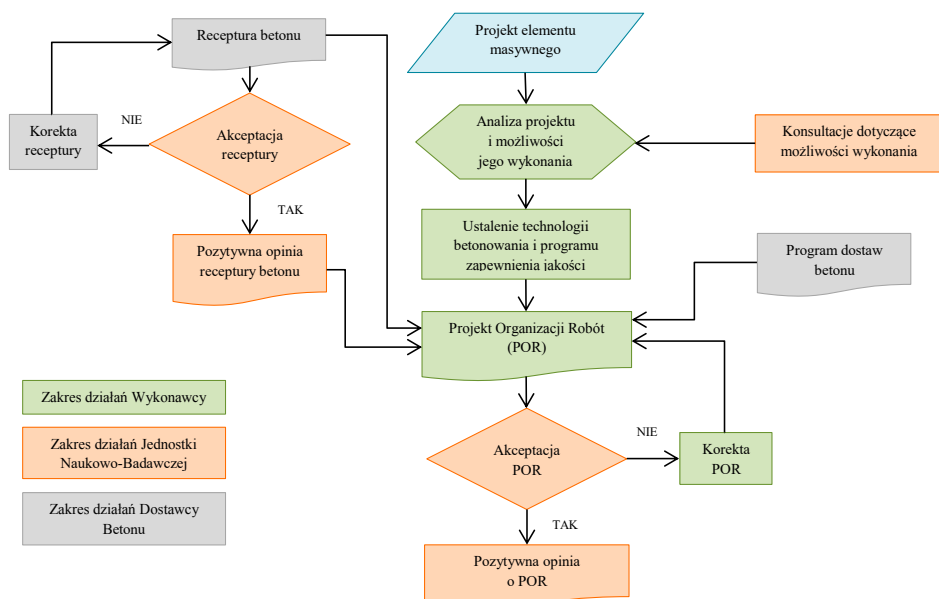 Receptura betonu
Projekt elementu
masywnego
Korekta
receptury
NIE
Akceptacja
receptury
Analiza projektu
i możliwości
jego wykonania
Konsultacje dotyczące
możliwości wykonania
TAK
Pozytywna opinia
receptury betonu
Ustalenie technologii
betonowania i programu
zapewnienia jakości
Program dostaw
betonu
Projekt Organizacji Robót
(POR)
Zakres działań Wykonawcy
Zakres działań Jednostki
Naukowo-Badawczej
Zakres działań Dostawcy
Betonu
Akceptacja
POR
NIE
Korekta
POR
TAK
Pozytywna opinia
o POR